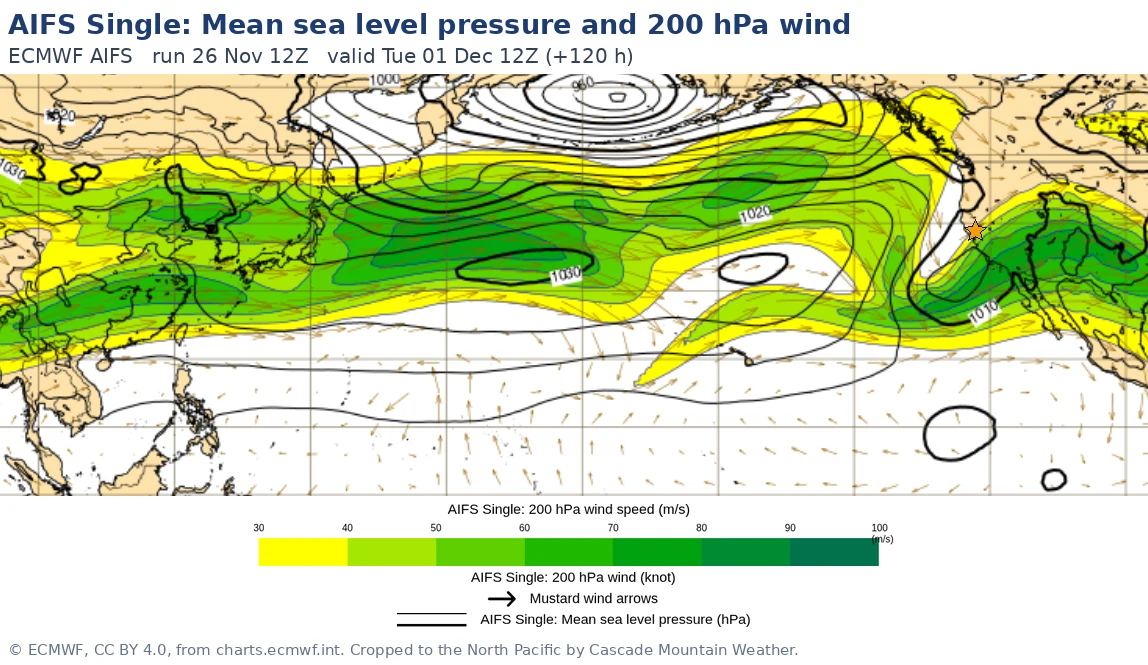 AIFS Single: Mean sea level pressure and 200 hPa wind
ECMWF AIFS run 26 Nov 12Z valid Tue 01 Dec 12Z (+120 h)
1000
960
1020
1030
1020
1030
1010
AIFS Single: 200 hPa wind speed (m/s)
30 40 50 60 70 80 90 100
(m/s)
AIFS Single: 200 hPa wind (knot)
Mustard wind arrows
AIFS Single: Mean sea level pressure (hPa)
© ECMWF, CC BY 4.0, from charts.ecmwf.int. Cropped to the North Pacific by Cascade Mountain Weather.